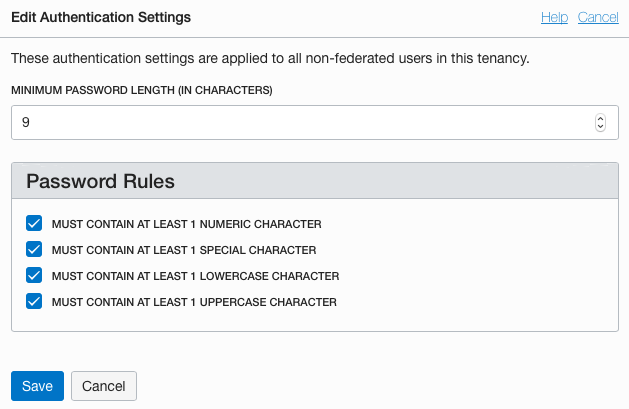 Edit Authentication Settings
Help Cancel
These authentication settings are applied to all non-federated users in this tenancy.
MINIMUM PASSWORD LENGTH (IN CHARACTERS)
9
Password Rules
MUST CONTAIN AT LEAST 1 NUMERIC CHARACTER
MUST CONTAIN AT LEAST 1 SPECIAL CHARACTER
MUST CONTAIN AT LEAST 1 LOWERCASE CHARACTER
MUST CONTAIN AT LEAST 1 UPPERCASE CHARACTER
Save Cancel